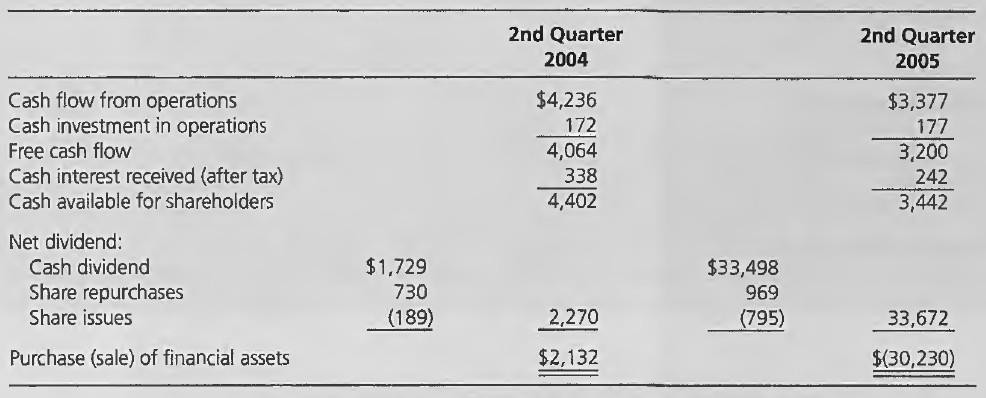 2nd Quarter 2nd Quarter
2004 2005
Cash flow from operations $4,236 $3,377
Cash investment in operations 172 177
Free cash flow 4,064 3,200
Cash interest received (after tax) 338 242
Cash available for shareholders 4,402 3,442
Net dividend:
Cash dividend $1,729 $33,498
Share repurchases 730 969
Share issues (189) 2,270 (795) 33,672
Purchase (sale) of financial assets $2,132 $(30,230)